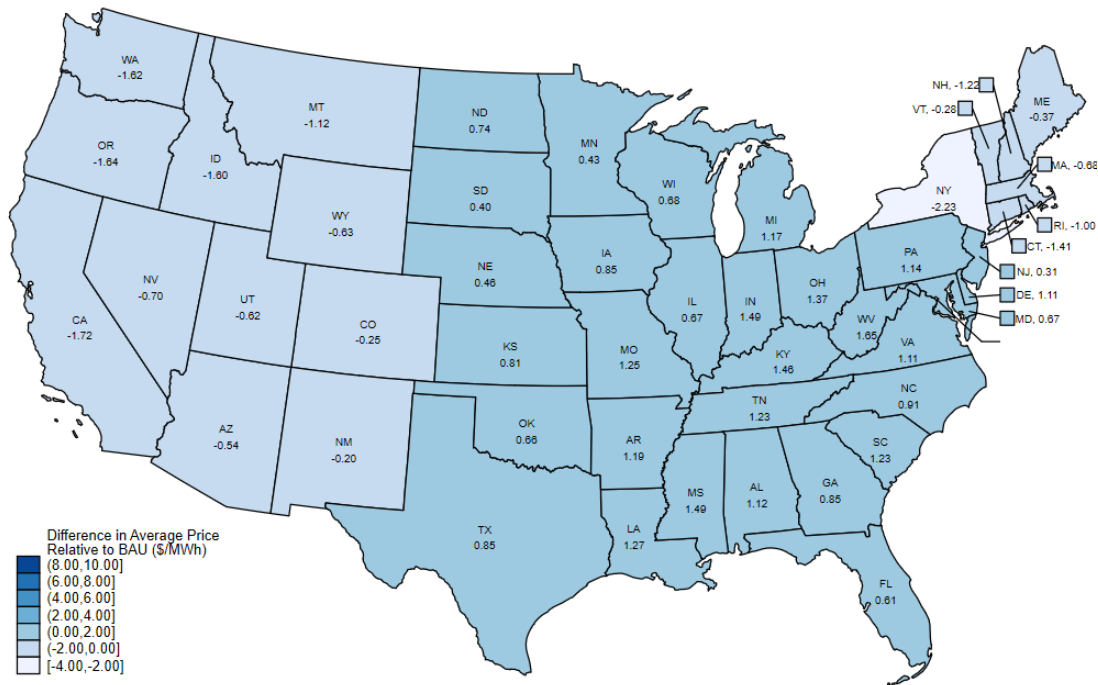 WA
-1.62
OR
-1.64
CA
-1.72
ID
-1.60
NV
-0.70
MT
-1.12
WY
-0.63
UT
-0.62
CO
-0.25
AZ
-0.54
NM
-0.20
ND
0.74
SD
0.40
NE
0.46
KS
0.81
OK
0.66
TX
0.85
MN
0.43
IA
0.85
MO
1.25
AR
1.19
LA
1.27
WI
0.68
IL
0.67
MI
1.17
IN
1.49
OH
1.37
KY
1.46
TN
1.23
MS
1.49
AL
1.12
GA
0.85
FL
0.61
SC
1.23
NC
0.91
VA
1.11
WV
1.65
PA
1.14
NY
-2.23
ME
-0.37
NH, -1.22
VT, -0.28
MA, -0.68
RI, -1.00
CT, -1.41
NJ, 0.31
DE, 1.11
MD, 0.67
Difference in Average Price
Relative to BAU ($/MWh)
(8.00,10.00]
(6.00,8.00]
(4.00,6.00]
(2.00,4.00]
(0.00,2.00]
(-2.00,0.00]
[-4.00,-2.00]